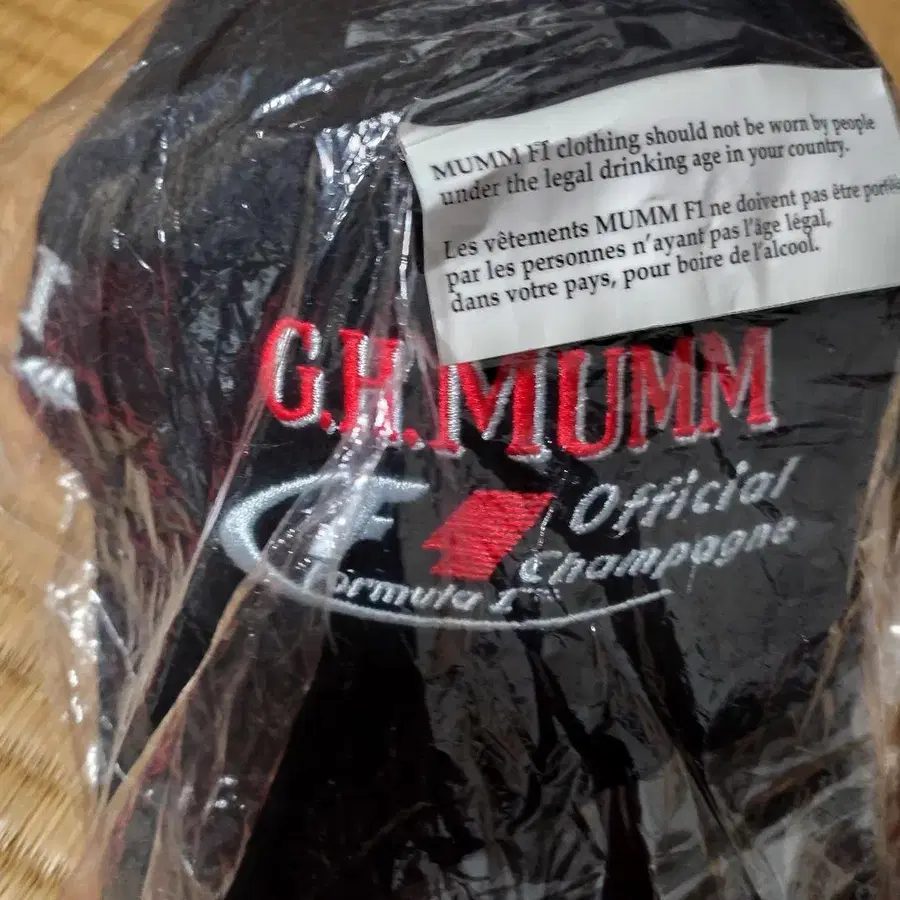 MUMM F1 clothing should not be worn by people
under the legal drinking age in your country.
Les vêtements MUMM F1 ne doivent pas être
par les personnes n'ayant pas l'âge légal,
dans votre pays, pour boire de l'alcool.
G.H.MUMM
F1 Official
Champagne
Formula 1